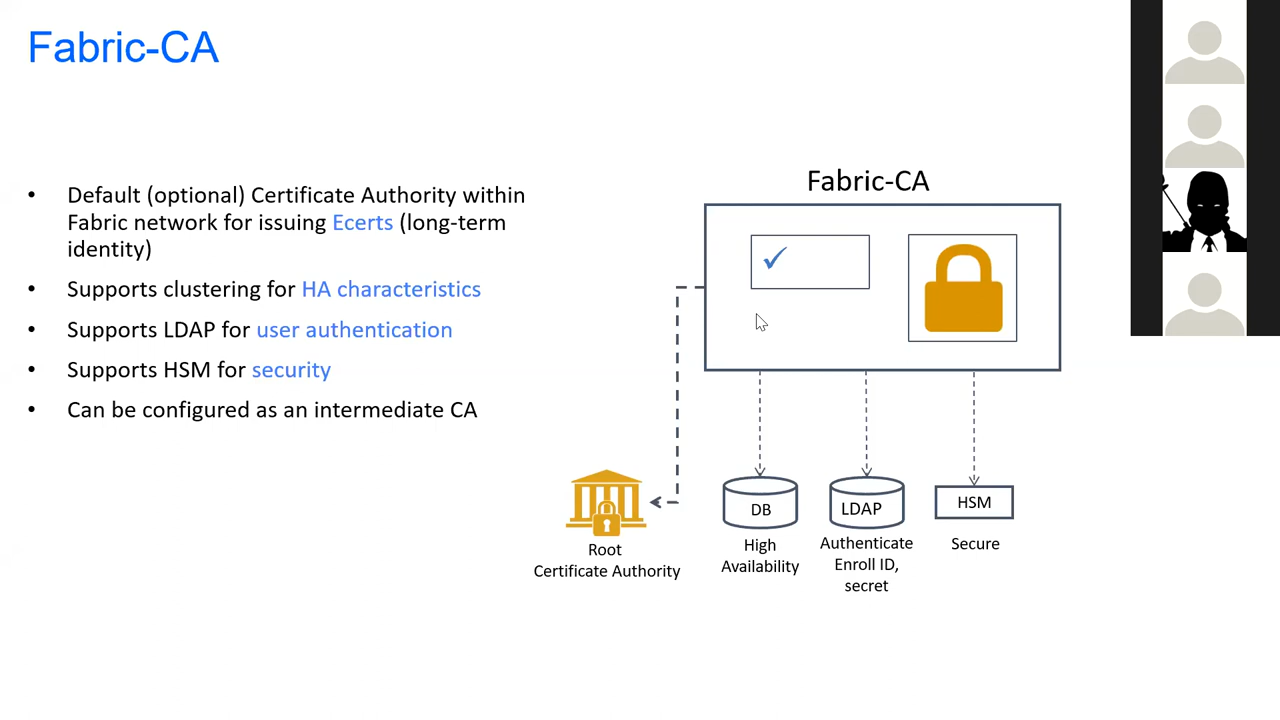 Fabric-CA
• Default (optional) Certificate Authority within
Fabric network for issuing Ecerts (long-term
identity)
• Supports clustering for HA characteristics
• Supports LDAP for user authentication
• Supports HSM for security
• Can be configured as an intermediate CA
Fabric-CA
DB
LDAP
HSM
Root
Certificate Authority
High
Availability
Authenticate
Enroll ID,
secret
Secure